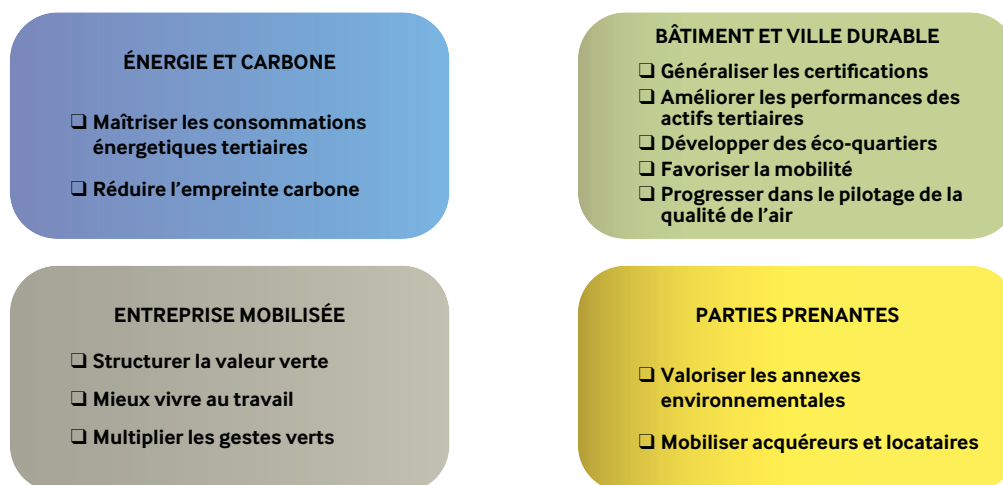 ÉNERGIE ET CARBONE
❑ Maîtriser les consommations
énergetiques tertiaires
❑ Réduire l’empreinte carbone
BÂTIMENT ET VILLE DURABLE
❑ Généraliser les certifications
❑ Améliorer les performances des
actifs tertiaires
❑ Développer des éco-quartiers
❑ Favoriser la mobilité
❑ Progresser dans le pilotage de la
qualité de l’air
ENTREPRISE MOBILISÉE
❑ Structurer la valeur verte
❑ Mieux vivre au travail
❑ Multiplier les gestes verts
PARTIES PRENANTES
❑ Valoriser les annexes
environnementales
❑ Mobiliser acquéreurs et locataires